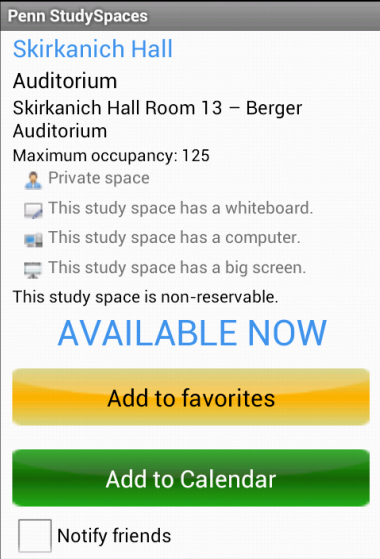 Penn StudySpaces
Skirkanich Hall
Auditorium
Skirkanich Hall Room 13 – Berger
Auditorium
Maximum occupancy: 125
Private space
This study space has a whiteboard.
This study space has a computer.
This study space has a big screen.
This study space is non-reservable.
AVAILABLE NOW
Add to favorites
Add to Calendar
Notify friends